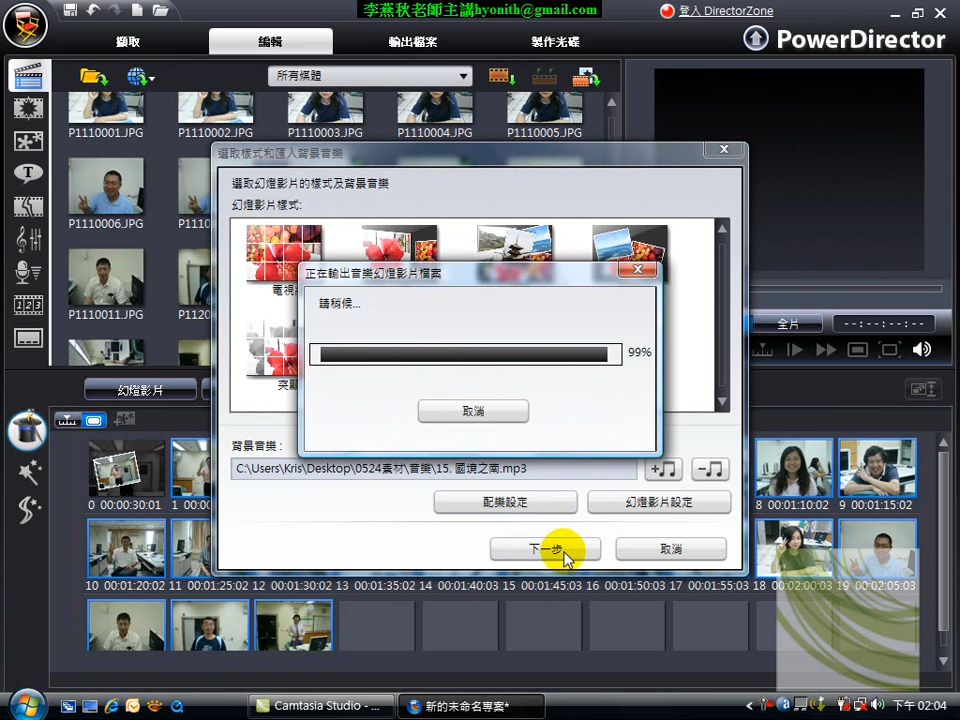 李燕秋老師主講hyonith@gmail.com
登入 DirectorZone
擷取
編輯
輸出檔案
製作光碟
PowerDirector
所有媒體
P1110001.JPG
P1110002.JPG
P1110003.JPG
P1110004.JPG
P1110005.JPG
選取樣式和匯入背景音樂
選取幻燈影片的樣式及背景音樂
幻燈影片樣式:
P1110006.JPG
P111
正在輸出音樂幻燈影片檔案
請稍候...
99%
取消
P1110011.JPG
P112
全片
--:--:--:--
幻燈影片
背景音樂:
C:\Users\Kris\Desktop\0524素材\音樂\15. 國境之南.mp3
配樂設定
幻燈影片設定
下一步
取消
0 00:00:30:01
1 00:0
8 00:01:10:02
9 00:01:15:02
10 00:01:20:02
11 00:01:25:02
12 00:01:30:02
13 00:01:35:02
14 00:01:40:03
15 00:01:45:03
16 00:01:50:03
17 00:01:55:03
18 00:02:00:03
19 00:02:05:03
Camtasia Studio - ...
新的未命名專案*
下午 02:04